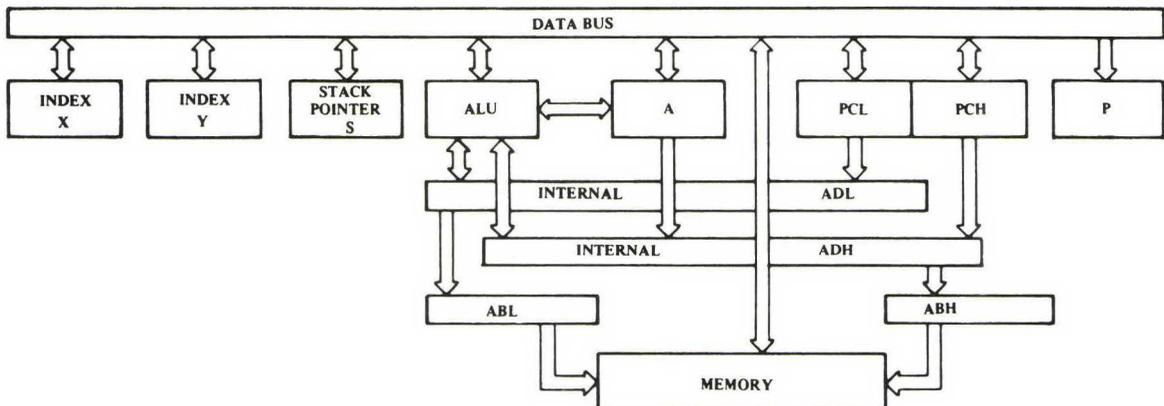 DATA BUS
INDEX
X
INDEX
Y
STACK
POINTER
S
ALU
A
PCL
PCH
P
INTERNAL ADL
INTERNAL ADH
ABL
ABH
MEMORY